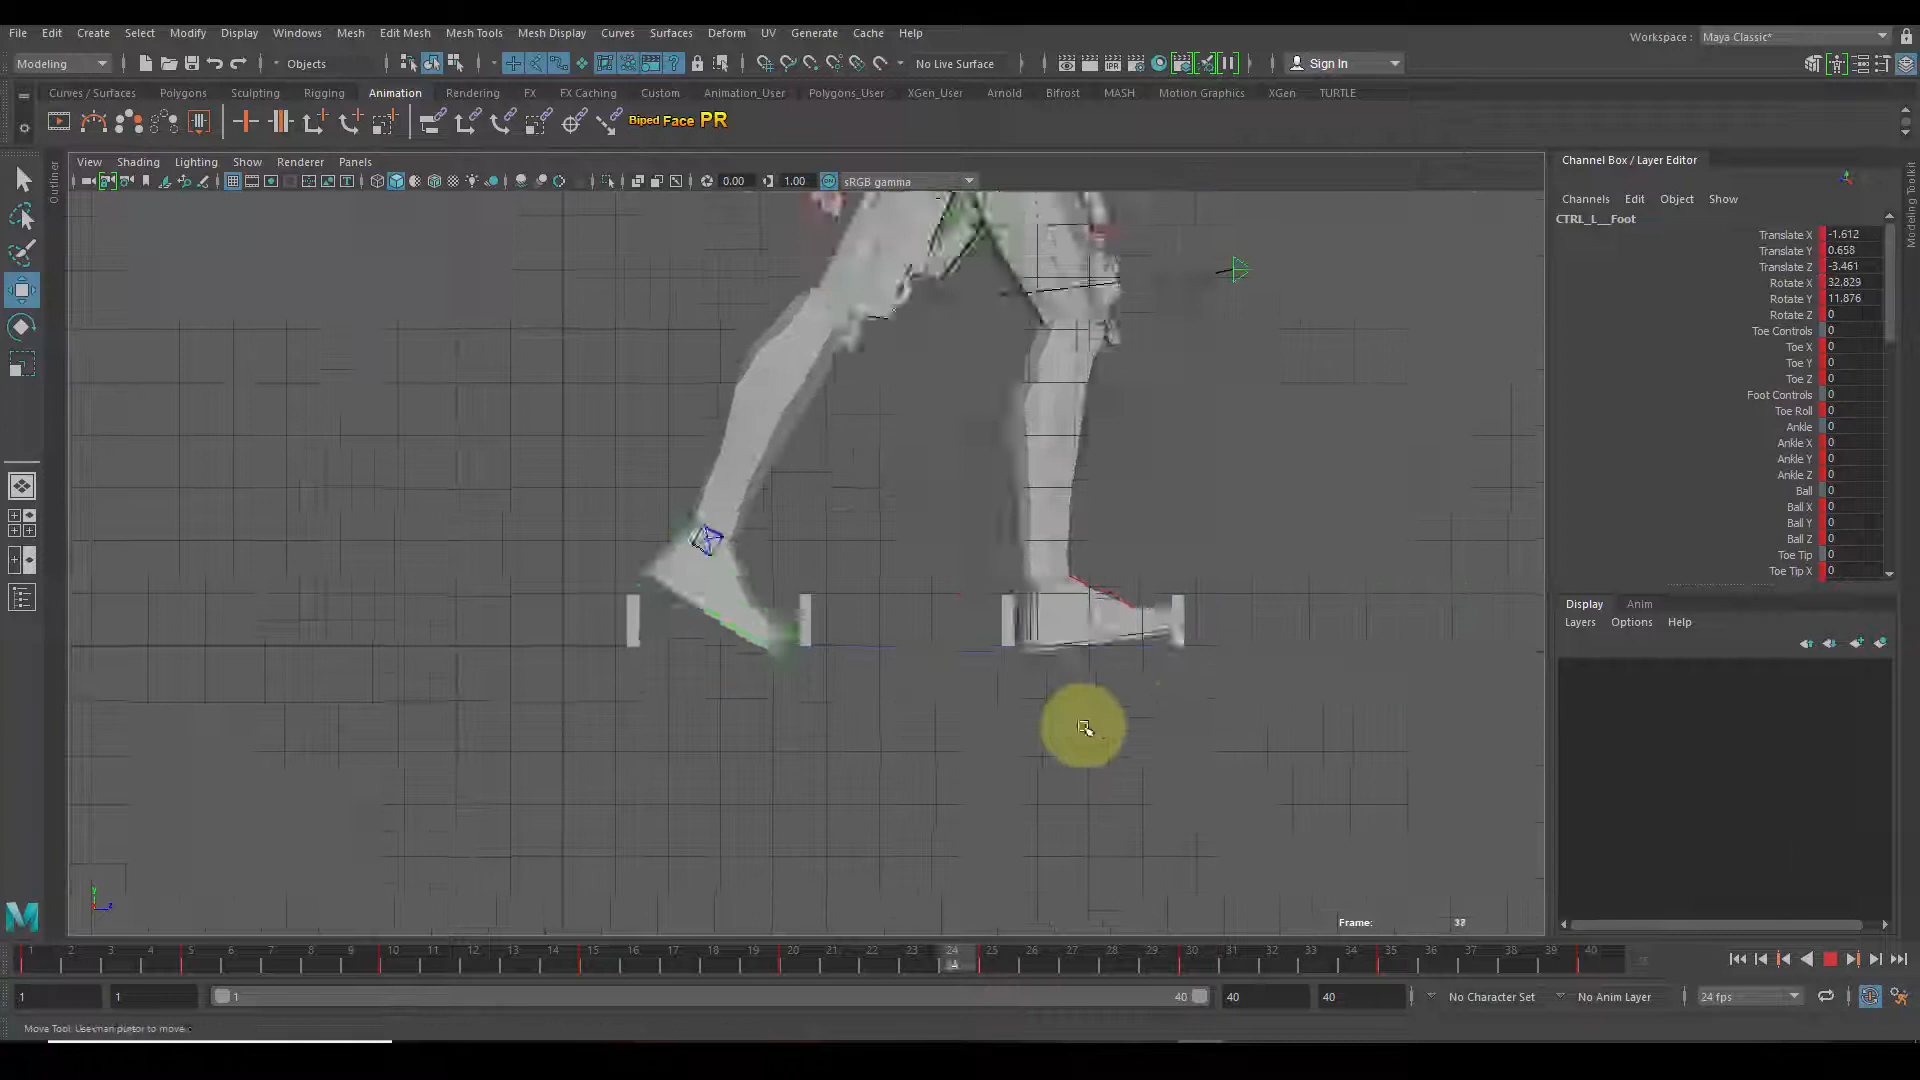 File Edit Create Select Modify Display Windows Mesh Edit Mesh Mesh Tools Mesh Display Curves Surfaces Deform UV Generate Cache Help
Workspace : Maya Classic*
Modeling Objects No Live Surface Sign In
Curves / Surfaces Polygons Sculpting Rigging Animation Rendering FX FX Caching Custom Animation_User Polygons_User XGen_User Arnold Bifrost MASH Motion Graphics XGen TURTLE
IPR
Biped Face PR
Outliner
View Shading Lighting Show Renderer Panels
0.00 1.00 ON sRGB gamma
Channel Box / Layer Editor
Modeling Toolkit
Channels Edit Object Show
CTRL_L__Foot
Translate X -1.612
Translate Y 0.658
Translate Z -3.461
Rotate X 32.829
Rotate Y 11.876
Rotate Z 0
Toe Controls 0
Toe X 0
Toe Y 0
Toe Z 0
Foot Controls 0
Toe Roll 0
Ankle 0
Ankle X 0
Ankle Y 0
Ankle Z 0
Ball 0
Ball X 0
Ball Y 0
Ball Z 0
Toe Tip 0
Toe Tip X 0
Display Anim
Layers Options Help
y
z
Frame:
1 2 3 4 5 6 7 8 9 10 11 12 13 14 15 16 17 18 19 20 21 22 23 24 25 26 27 28 29 30 31 32 33 34 35 36 37 38 39 40
1 1 1 40 40 40 No Character Set No Anim Layer 24 fps
Move Tool: